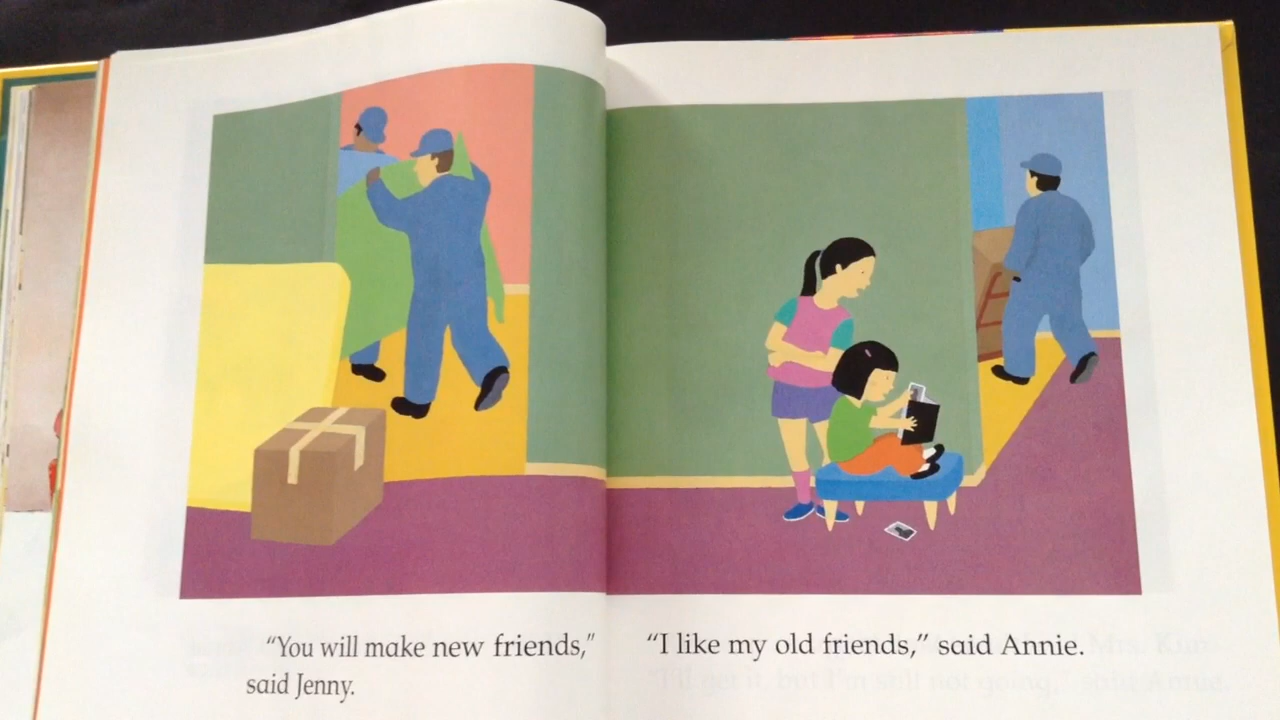 “You will make new friends,”
said Jenny.
“I like my old friends,” said Annie.